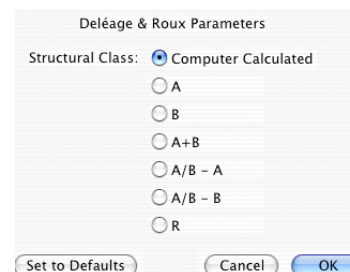 Deléage & Roux Parameters
Structural Class: Computer Calculated
A
B
A+B
A/B – A
A/B – B
R
Set to Defaults Cancel OK